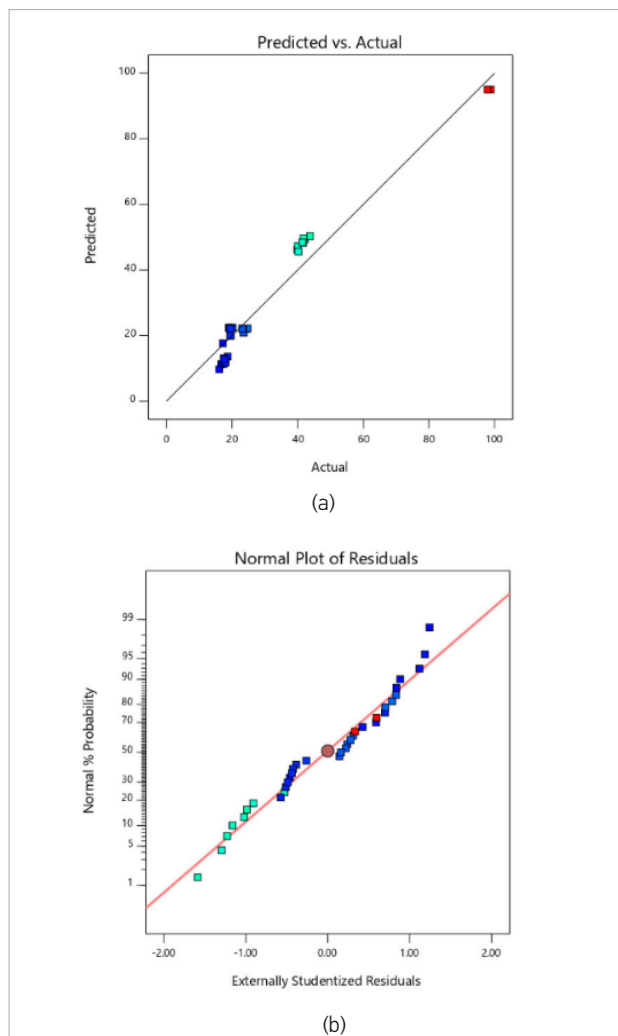 Predicted vs. Actual
100
80
60
40
20
0
Predicted
0 20 40 60 80 100
Actual
(a)
Normal Plot of Residuals
99
95
90
80
70
50
30
20
10
5
1
Normal % Probability
-2.00 -1.00 0.00 1.00 2.00
Externally Studentized Residuals
(b)